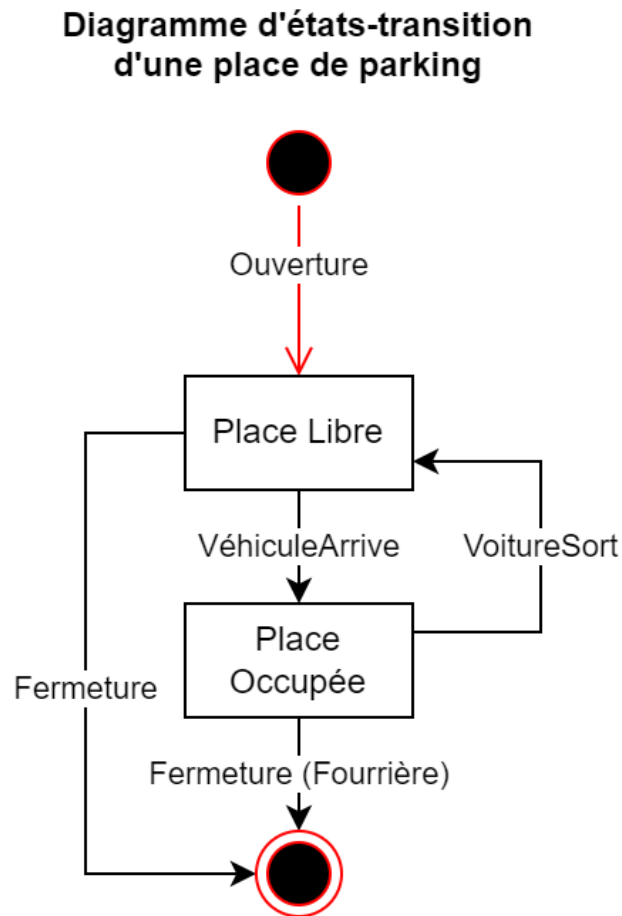 Diagramme d'états-transition
d'une place de parking
Ouverture
Place Libre
VéhiculeArrive
VoitureSort
Place
Occupée
Fermeture
Fermeture (Fourrière)